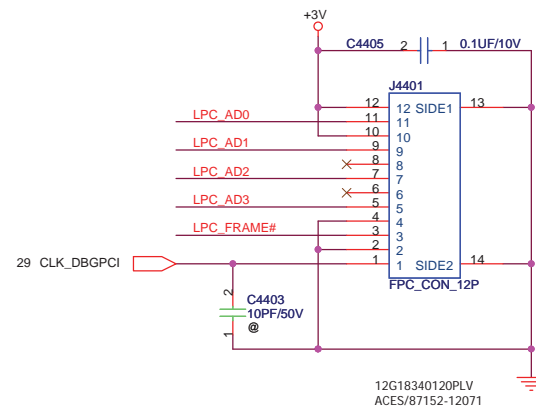 +3V
C4405 2 1 0.1UF/10V
J4401
12 12 SIDE1 13
LPC_AD0 11 11
10 10
LPC_AD1 9 9
8 8
LPC_AD2 7 7
6 6
LPC_AD3 5 5
4 4
LPC_FRAME# 3 3
2 2
29 CLK_DBGPCI 1 1 SIDE2 14
FPC_CON_12P
2 C4403
10PF/50V
1 @
12G18340120PLV
ACES/87152-12071